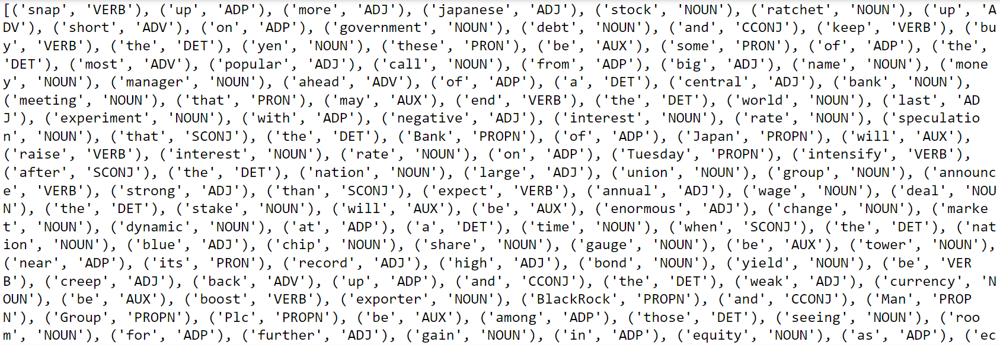 [('snap', 'VERB'), ('up', 'ADP'), ('more', 'ADJ'), ('japanese', 'ADJ'), ('stock', 'NOUN'), ('ratchet', 'NOUN'), ('up', 'A
DV'), ('short', 'ADV'), ('on', 'ADP'), ('government', 'NOUN'), ('debt', 'NOUN'), ('and', 'CCONJ'), ('keep', 'VERB'), ('bu
y', 'VERB'), ('the', 'DET'), ('yen', 'NOUN'), ('these', 'PRON'), ('be', 'AUX'), ('some', 'PRON'), ('of', 'ADP'), ('the',
'DET'), ('most', 'ADV'), ('popular', 'ADJ'), ('call', 'NOUN'), ('from', 'ADP'), ('big', 'ADJ'), ('name', 'NOUN'), ('mone
y', 'NOUN'), ('manager', 'NOUN'), ('ahead', 'ADV'), ('of', 'ADP'), ('a', 'DET'), ('central', 'ADJ'), ('bank', 'NOUN'),
('meeting', 'NOUN'), ('that', 'PRON'), ('may', 'AUX'), ('end', 'VERB'), ('the', 'DET'), ('world', 'NOUN'), ('last', 'AD
J'), ('experiment', 'NOUN'), ('with', 'ADP'), ('negative', 'ADJ'), ('interest', 'NOUN'), ('rate', 'NOUN'), ('speculatio
n', 'NOUN'), ('that', 'SCONJ'), ('the', 'DET'), ('Bank', 'PROPN'), ('of', 'ADP'), ('Japan', 'PROPN'), ('will', 'AUX'),
('raise', 'VERB'), ('interest', 'NOUN'), ('rate', 'NOUN'), ('on', 'ADP'), ('Tuesday', 'PROPN'), ('intensify', 'VERB'),
('after', 'SCONJ'), ('the', 'DET'), ('nation', 'NOUN'), ('large', 'ADJ'), ('union', 'NOUN'), ('group', 'NOUN'), ('announc
e', 'VERB'), ('strong', 'ADJ'), ('than', 'SCONJ'), ('expect', 'VERB'), ('annual', 'ADJ'), ('wage', 'NOUN'), ('deal', 'NOU
N'), ('the', 'DET'), ('stake', 'NOUN'), ('will', 'AUX'), ('be', 'AUX'), ('enormous', 'ADJ'), ('change', 'NOUN'), ('marke
t', 'NOUN'), ('dynamic', 'NOUN'), ('at', 'ADP'), ('a', 'DET'), ('time', 'NOUN'), ('when', 'SCONJ'), ('the', 'DET'), ('nat
ion', 'NOUN'), ('blue', 'ADJ'), ('chip', 'NOUN'), ('share', 'NOUN'), ('gauge', 'NOUN'), ('be', 'AUX'), ('tower', 'NOUN'),
('near', 'ADP'), ('its', 'PRON'), ('record', 'ADJ'), ('high', 'ADJ'), ('bond', 'NOUN'), ('yield', 'NOUN'), ('be', 'VER
B'), ('creep', 'ADJ'), ('back', 'ADV'), ('up', 'ADP'), ('and', 'CCONJ'), ('the', 'DET'), ('weak', 'ADJ'), ('currency', 'N
OUN'), ('be', 'AUX'), ('boost', 'VERB'), ('exporter', 'NOUN'), ('BlackRock', 'PROPN'), ('and', 'CCONJ'), ('Man', 'PROP
N'), ('Group', 'PROPN'), ('Plc', 'PROPN'), ('be', 'AUX'), ('among', 'ADP'), ('those', 'DET'), ('seeing', 'NOUN'), ('roo
m', 'NOUN'), ('for', 'ADP'), ('further', 'ADJ'), ('gain', 'NOUN'), ('in', 'ADP'), ('equity', 'NOUN'), ('as', 'ADP'), ('ec